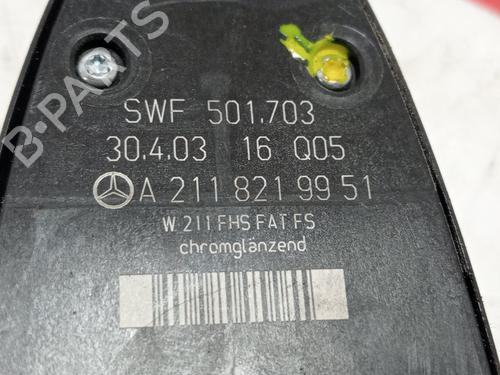 SWF 501.703
30.4.03 16 Q05
A 211 821 99 51
W 211 FHS FAT FS
chromglänzend
B-PARTS